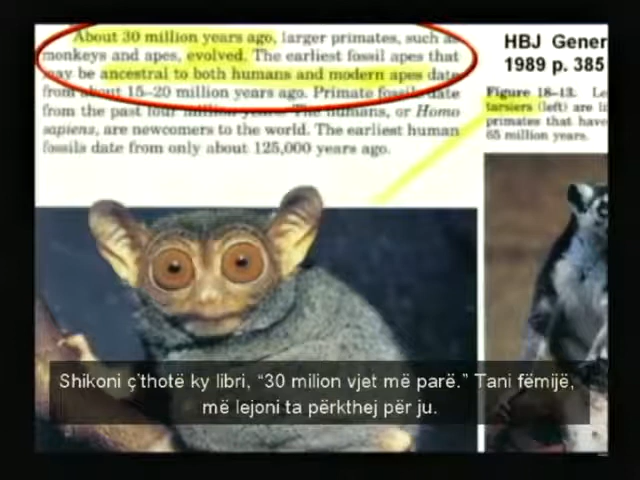 About 30 million years ago, larger primates, such as
monkeys and apes, evolved. The earliest fossil apes that
may be ancestral to both humans and modern apes date
from about 15–20 million years ago. Primate fossils date
from the past four million years. The humans, or Homo
sapiens, are newcomers to the world. The earliest human
fossils date from only about 125,000 years ago.
HBJ Gener
1989 p. 385
Figure 18–13. Le
tarsiers (left) are li
primates that have
65 million years.
Shikoni ç'thotë ky libri, “30 milion vjet më parë.” Tani fëmijë,
më lejoni ta përkthej për ju.